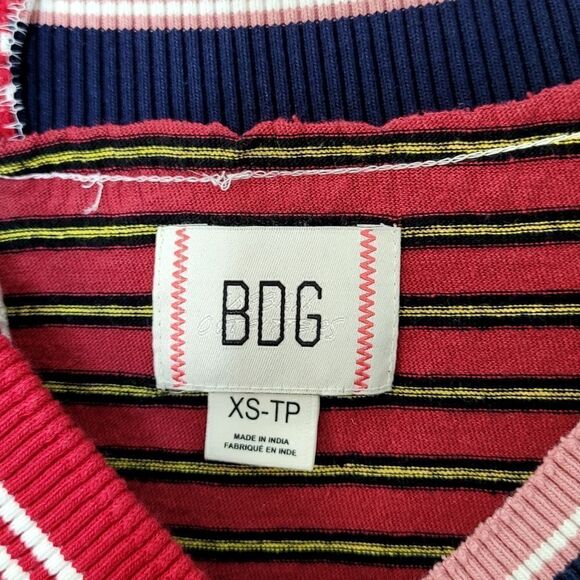 BDG
XS-TP
MADE IN INDIA
FABRIQUÉ EN INDE